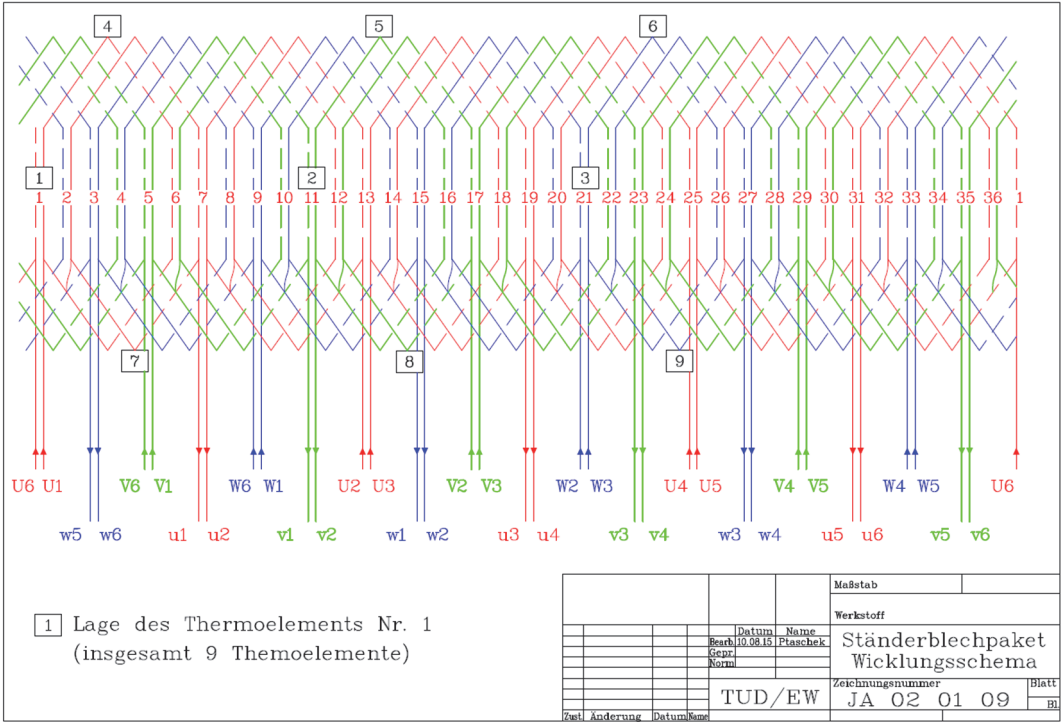 4 5 6
1 2 3
1 2 3 4 5 6 7 8 9 10 11 12 13 14 15 16 17 18 19 20 21 22 23 24 25 26 27 28 29 30 31 32 33 34 35 36 1
7 8 9
U6 U1 V6 V1 W6 W1 U2 U3 V2 V3 W2 W3 U4 U5 V4 V5 W4 W5 U6
w5 w6 u1 u2 v1 v2 w1 w2 u3 u4 v3 v4 w3 w4 u5 u6 v5 v6
1 Lage des Thermoelements Nr. 1
(insgesamt 9 Themoelemente)
Maßstab
Werkstoff
Datum Name
Bearb. 10.08.15 Ptaschek
Gepr.
Norm
Ständerblechpaket
Wicklungsschema
TUD/EW
Zeichnungsnummer
JA 02 01 09
Blatt
Bl
Zust. Änderung Datum Name